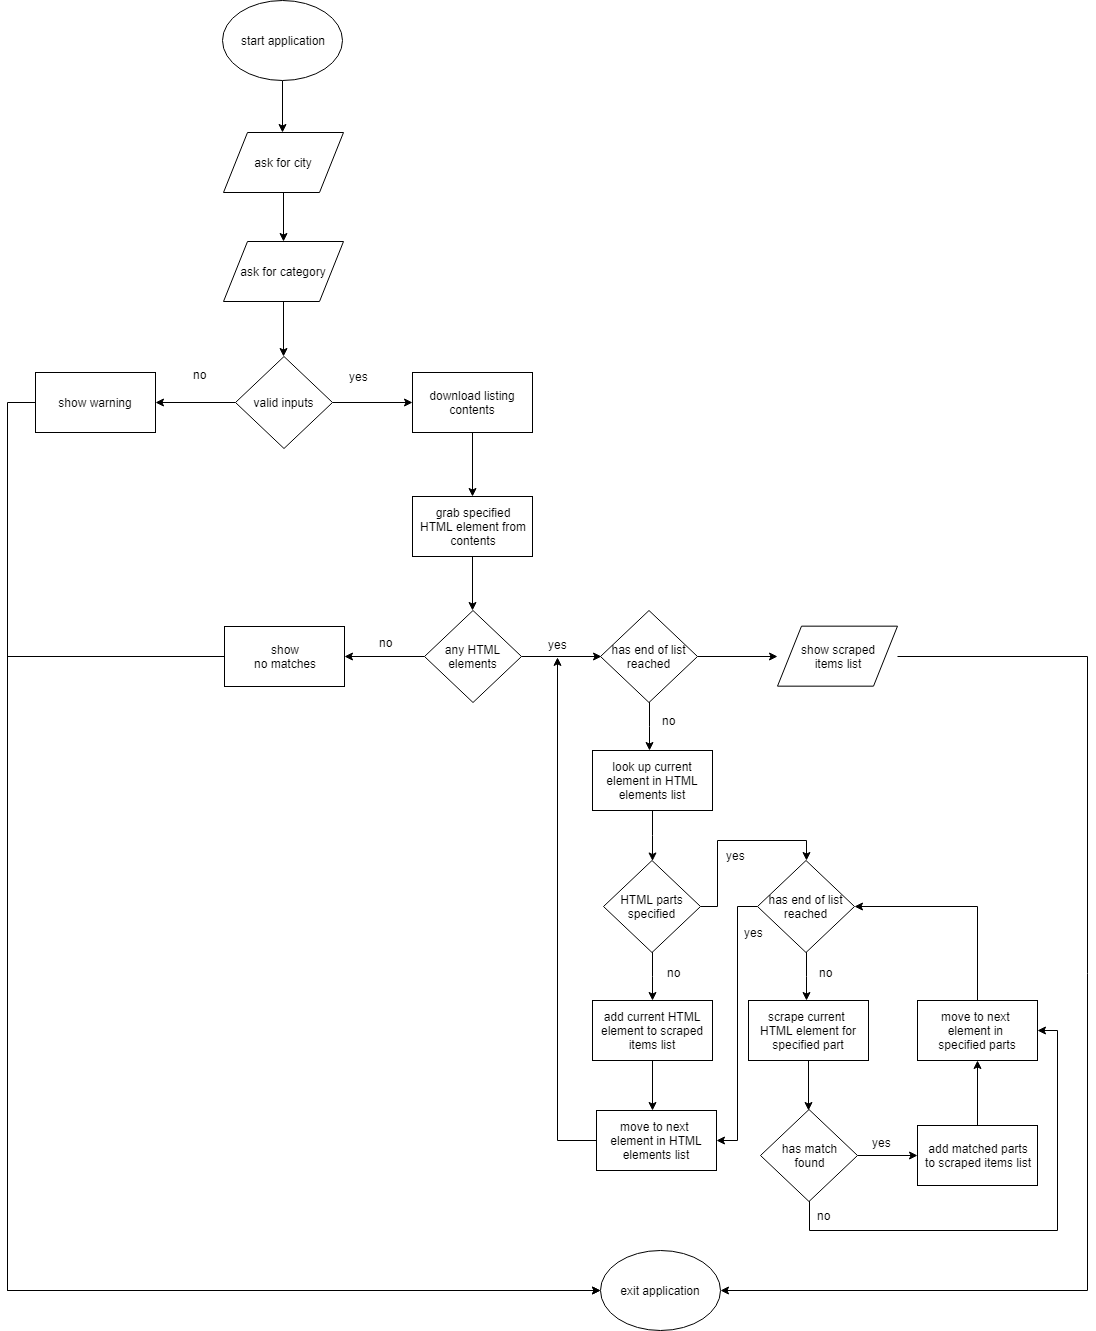 start application
ask for city
ask for category
no
yes
show warning
valid inputs
download listing
contents
grab specified
HTML element from
contents
show
no matches
no
any HTML
elements
yes
has end of list
reached
show scraped
items list
no
look up current
element in HTML
elements list
yes
HTML parts
specified
has end of list
reached
yes
no
no
add current HTML
element to scraped
items list
scrape current
HTML element for
specified part
move to next
element in
specified parts
move to next
element in HTML
elements list
has match
found
yes
add matched parts
to scraped items list
no
exit application